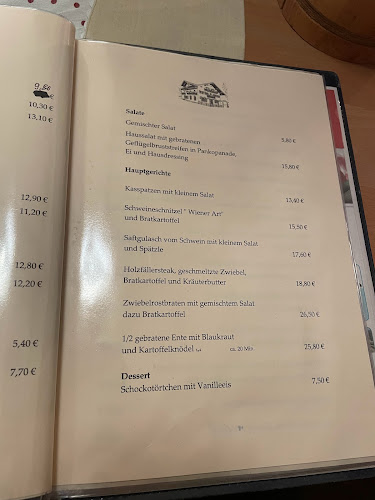 10,30 €
13,10 €
12,90 €
11,20 €
12,80 €
12,20 €
5,40 €
7,70 €
Salate
Gemischter Salat 5,80 €
Haussalat mit gebratenen
Geflügelbruststreifen in Pankopanade,
Ei und Hausdressing 15,80 €
Hauptgerichte
Kasspatzen mit kleinem Salat 13,40 €
Schweineschnitzel " Wiener Art"
und Bratkartoffel 15,50 €
Saftgulasch vom Schwein mit kleinem Salat
und Spätzle 17,60 €
Holzfällersteak, geschmelzte Zwiebel,
Bratkartoffel und Kräuterbutter 18,80 €
Zwiebelrostbraten mit gemischtem Salat
dazu Bratkartoffel 26,50 €
1/2 gebratene Ente mit Blaukraut
und Kartoffelknödel ca. 20 Min 25,80 €
Dessert
Schockotörtchen mit Vanilleeis 7,50 €